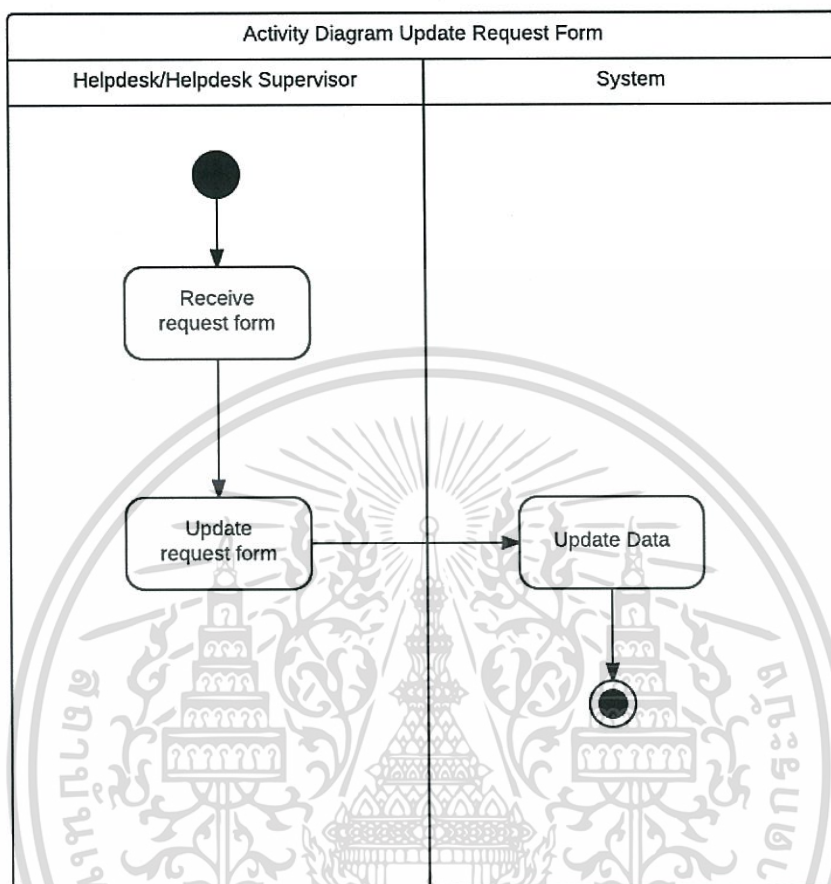 Activity Diagram Update Request Form
Helpdesk/Helpdesk Supervisor
System
Receive
request form
Update
request form
Update Data